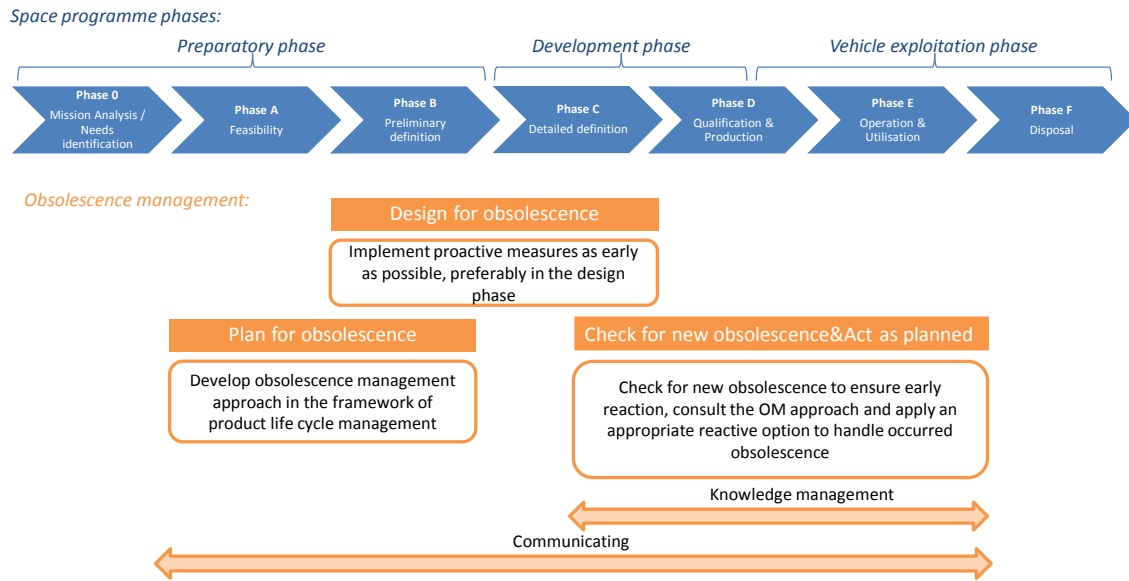 Space programme phases:
Preparatory phase
Development phase
Vehicle exploitation phase
Phase 0
Mission Analysis /
Needs
identification
Phase A
Feasibility
Phase B
Preliminary
definition
Phase C
Detailed definition
Phase D
Qualification &
Production
Phase E
Operation &
Utilisation
Phase F
Disposal
Obsolescence management:
Design for obsolescence
Implement proactive measures as early
as possible, preferably in the design
phase
Plan for obsolescence
Develop obsolescence management
approach in the framework of
product life cycle management
Check for new obsolescence&Act as planned
Check for new obsolescence to ensure early
reaction, consult the OM approach and apply an
appropriate reactive option to handle occurred
obsolescence
Knowledge management
Communicating